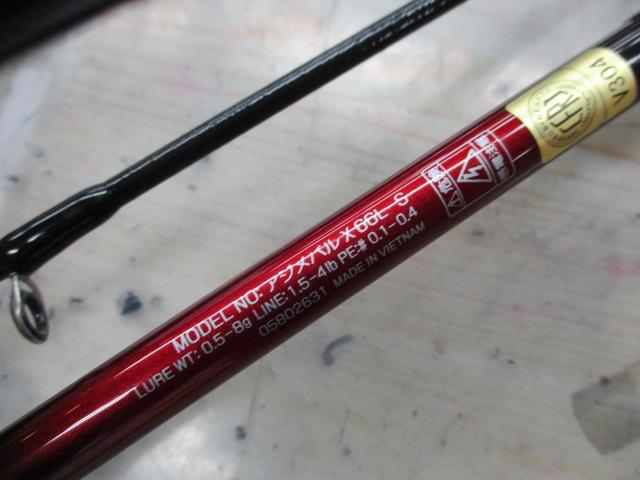 MODEL NO: アジメバル X 66L-S
LURE WT: 0.5-8g LINE:1.5-4lb PE:# 0.1-0.4
05802631 MADE IN VIETNAM
V304